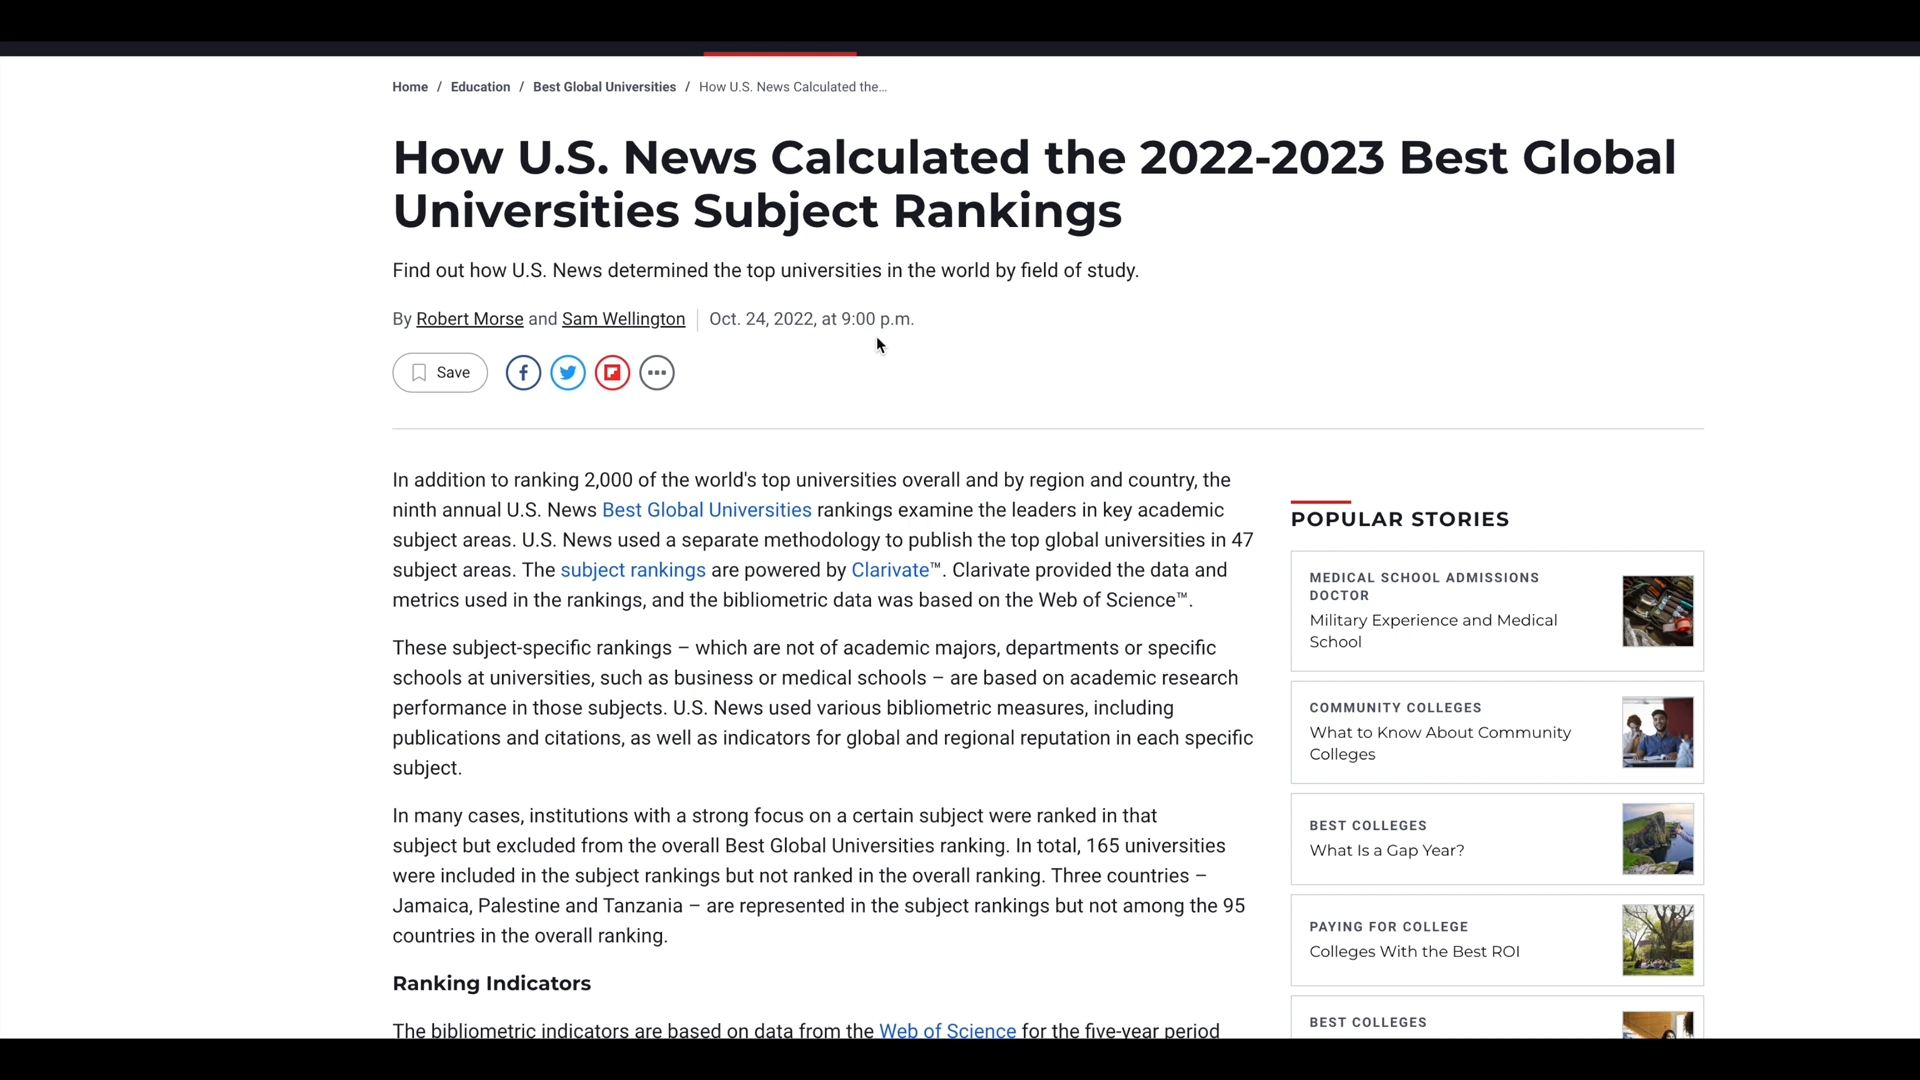 Home / Education / Best Global Universities / How U.S. News Calculated the...
How U.S. News Calculated the 2022-2023 Best Global
Universities Subject Rankings
Find out how U.S. News determined the top universities in the world by field of study.
By Robert Morse and Sam Wellington | Oct. 24, 2022, at 9:00 p.m.
Save
In addition to ranking 2,000 of the world's top universities overall and by region and country, the
ninth annual U.S. News Best Global Universities rankings examine the leaders in key academic
subject areas. U.S. News used a separate methodology to publish the top global universities in 47
subject areas. The subject rankings are powered by Clarivate™. Clarivate provided the data and
metrics used in the rankings, and the bibliometric data was based on the Web of Science™.
These subject-specific rankings – which are not of academic majors, departments or specific
schools at universities, such as business or medical schools – are based on academic research
performance in those subjects. U.S. News used various bibliometric measures, including
publications and citations, as well as indicators for global and regional reputation in each specific
subject.
In many cases, institutions with a strong focus on a certain subject were ranked in that
subject but excluded from the overall Best Global Universities ranking. In total, 165 universities
were included in the subject rankings but not ranked in the overall ranking. Three countries –
Jamaica, Palestine and Tanzania – are represented in the subject rankings but not among the 95
countries in the overall ranking.
Ranking Indicators
The bibliometric indicators are based on data from the Web of Science for the five-year period
POPULAR STORIES
MEDICAL SCHOOL ADMISSIONS
DOCTOR
Military Experience and Medical
School
COMMUNITY COLLEGES
What to Know About Community
Colleges
BEST COLLEGES
What Is a Gap Year?
PAYING FOR COLLEGE
Colleges With the Best ROI
BEST COLLEGES